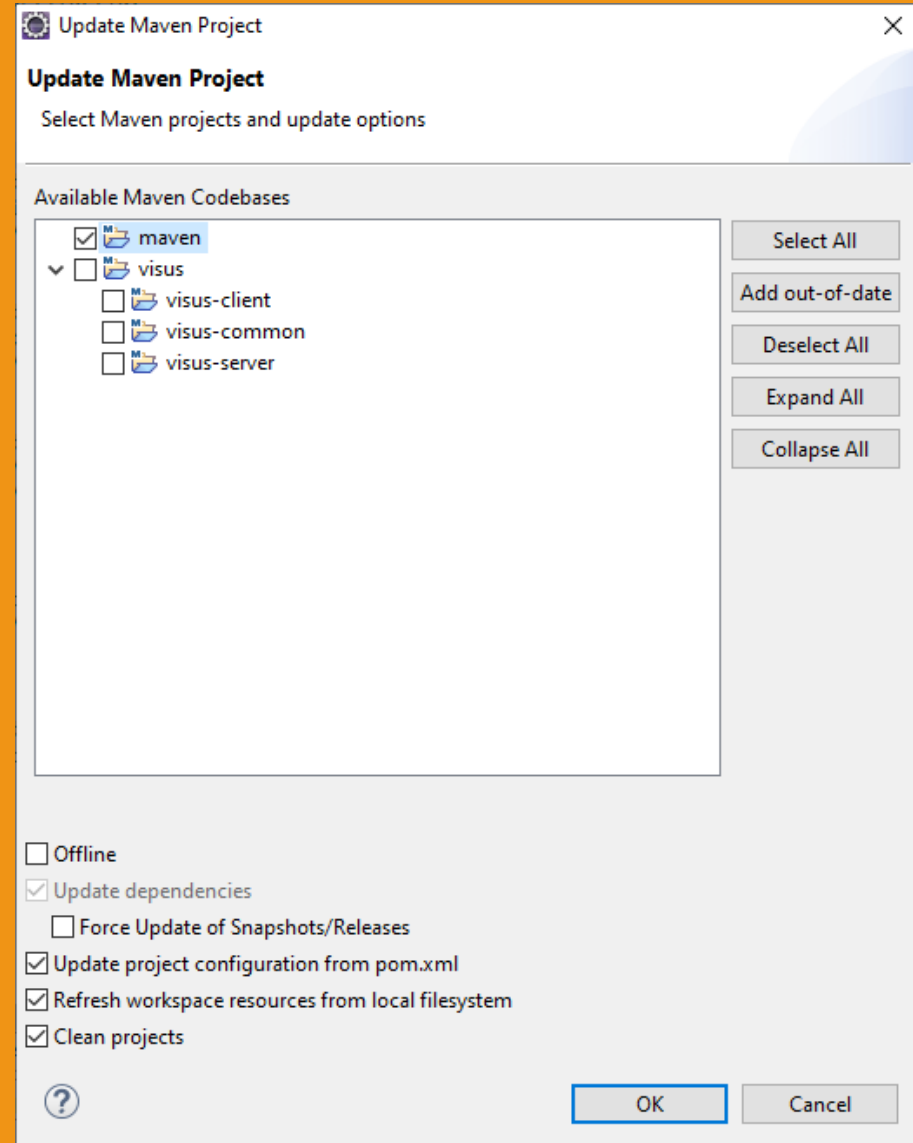 Update Maven Project
Update Maven Project
Select Maven projects and update options
Available Maven Codebases
maven
visus
visus-client
visus-common
visus-server
Select All
Add out-of-date
Deselect All
Expand All
Collapse All
Offline
Update dependencies
Force Update of Snapshots/Releases
Update project configuration from pom.xml
Refresh workspace resources from local filesystem
Clean projects
?
OK
Cancel